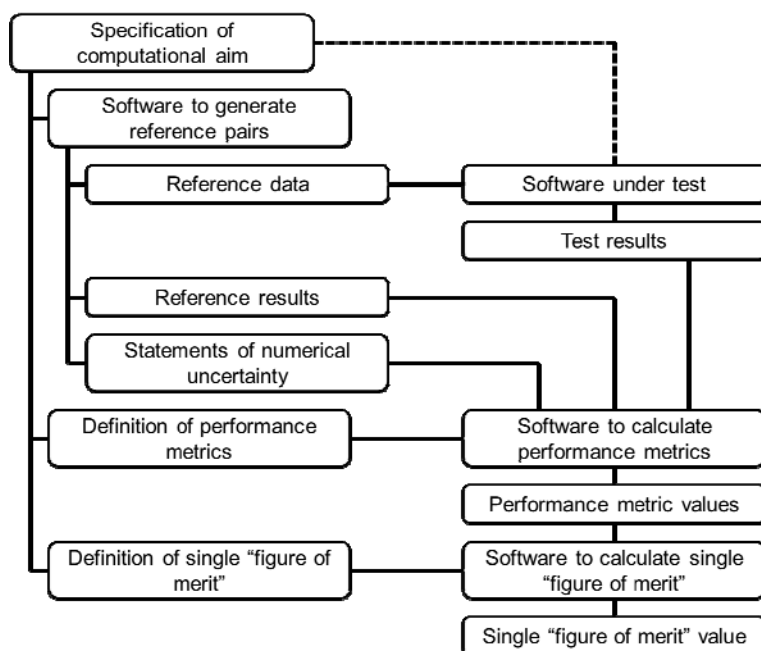 Specification of
computational aim
Software to generate
reference pairs
Reference data
Software under test
Test results
Reference results
Statements of numerical
uncertainty
Definition of performance
metrics
Software to calculate
performance metrics
Performance metric values
Definition of single “figure of
merit”
Software to calculate single
“figure of merit”
Single “figure of merit” value